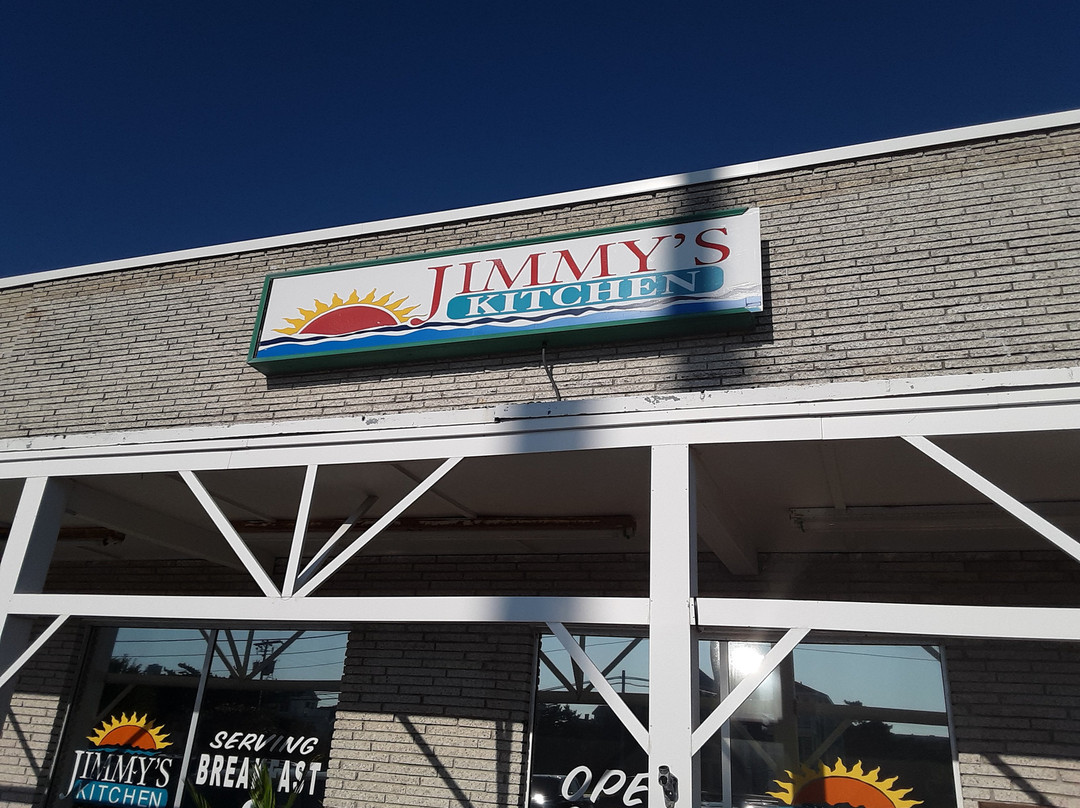 JIMMY'S
KITCHEN
JIMMY'S
KITCHEN
SERVING
BREAKFAST
OPE